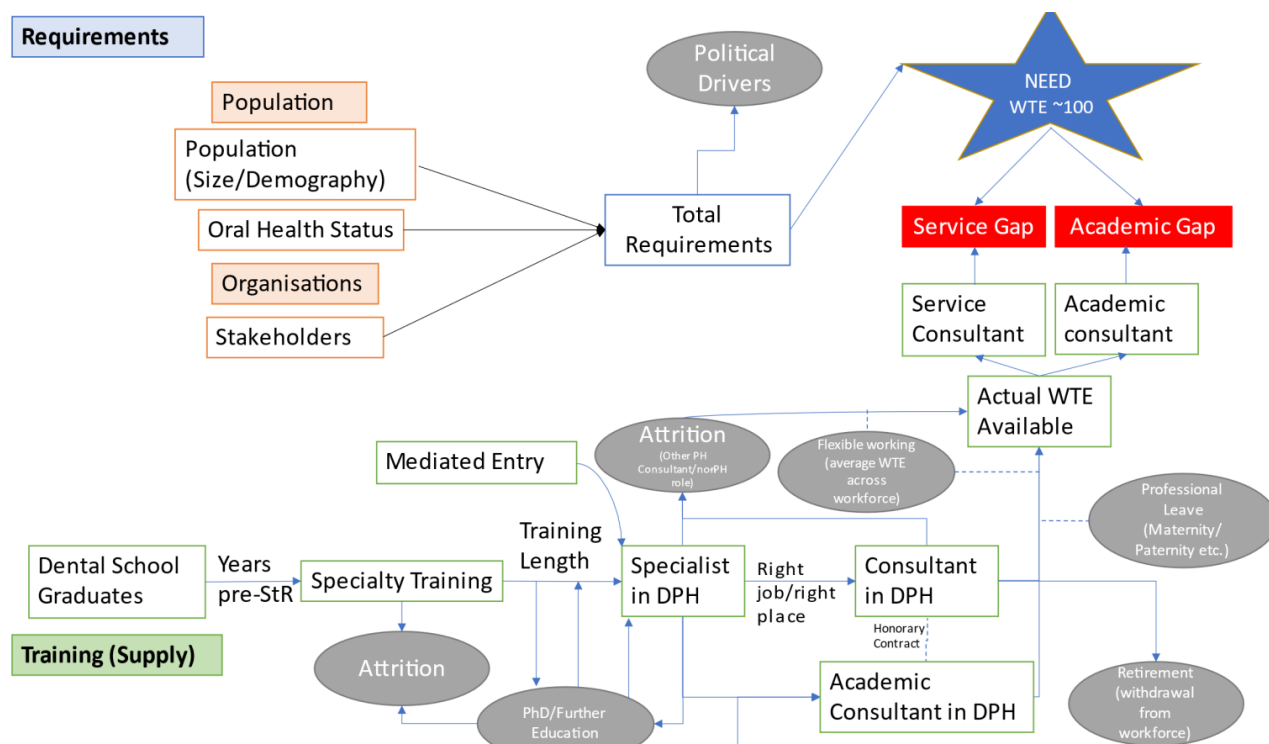 Requirements
Political
Drivers
NEED
WTE ~100
Population
Population
(Size/Demography)
Oral Health Status
Organisations
Stakeholders
Total
Requirements
Service Gap
Academic Gap
Service
Consultant
Academic
consultant
Actual WTE
Available
Attrition
(Other PH
Consultant/nonPH
role)
Flexible working
(average WTE
across
workforce)
Mediated Entry
Professional
Leave
(Maternity/
Paternity etc.)
Training
Length
Dental School
Graduates
Years
pre-StR
Specialty Training
Specialist
in DPH
Right
job/right
place
Consultant
in DPH
Honorary
Contract
Training (Supply)
Attrition
Academic
Consultant in DPH
Retirement
(withdrawal
from
workforce)
PhD/Further
Education